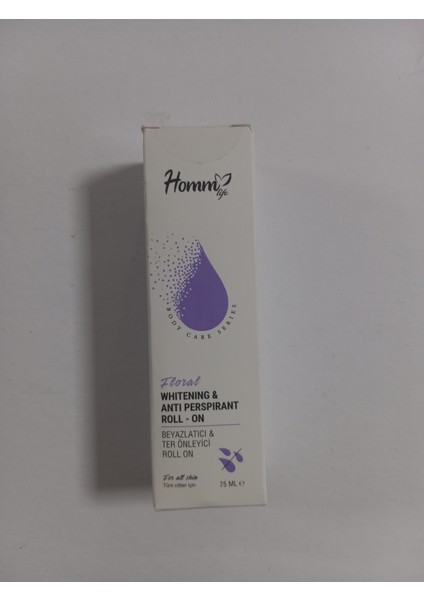 Homm life
BODY CARE SERIES
Floral
WHITENING &
ANTI PERSPIRANT
ROLL - ON
BEYAZLATICI &
TER ÖNLEYİCİ
ROLL ON
For all skin
Tüm ciltler için
75 ML e